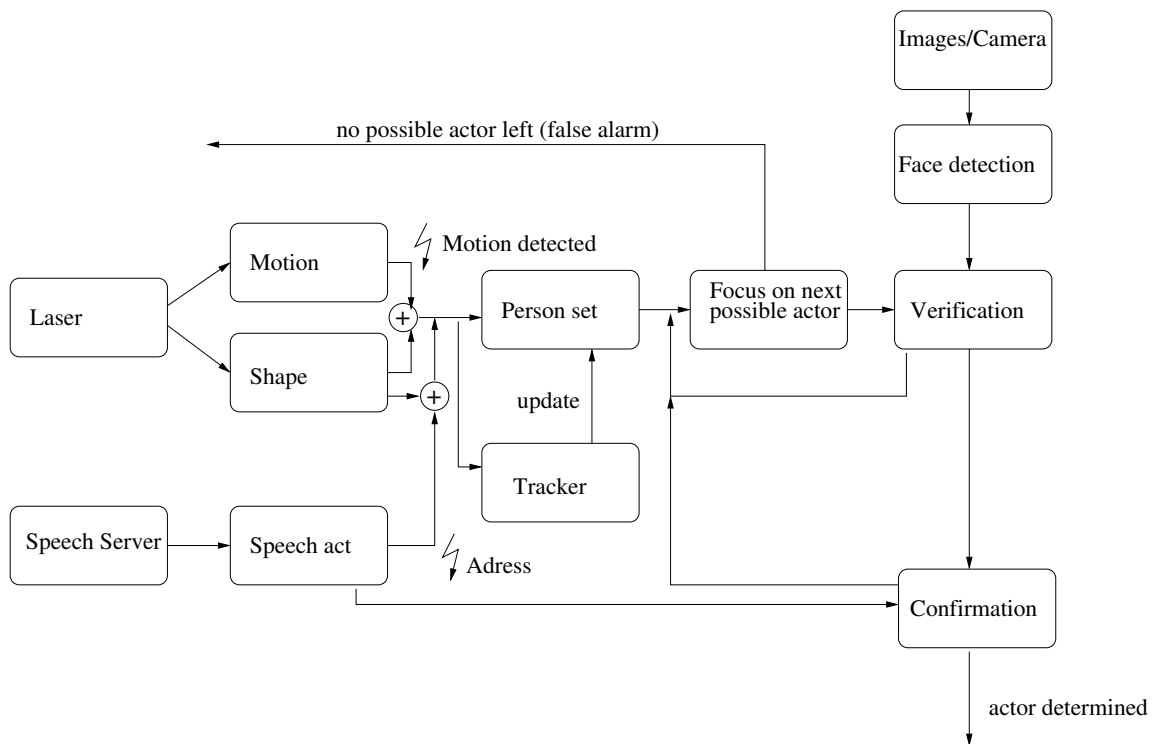 Images/Camera
no possible actor left (false alarm)
Face detection
Motion detected
Motion
Laser
Person set
Focus on next
possible actor
Verification
+
Shape
+
update
Tracker
Speech Server
Speech act
Adress
Confirmation
actor determined